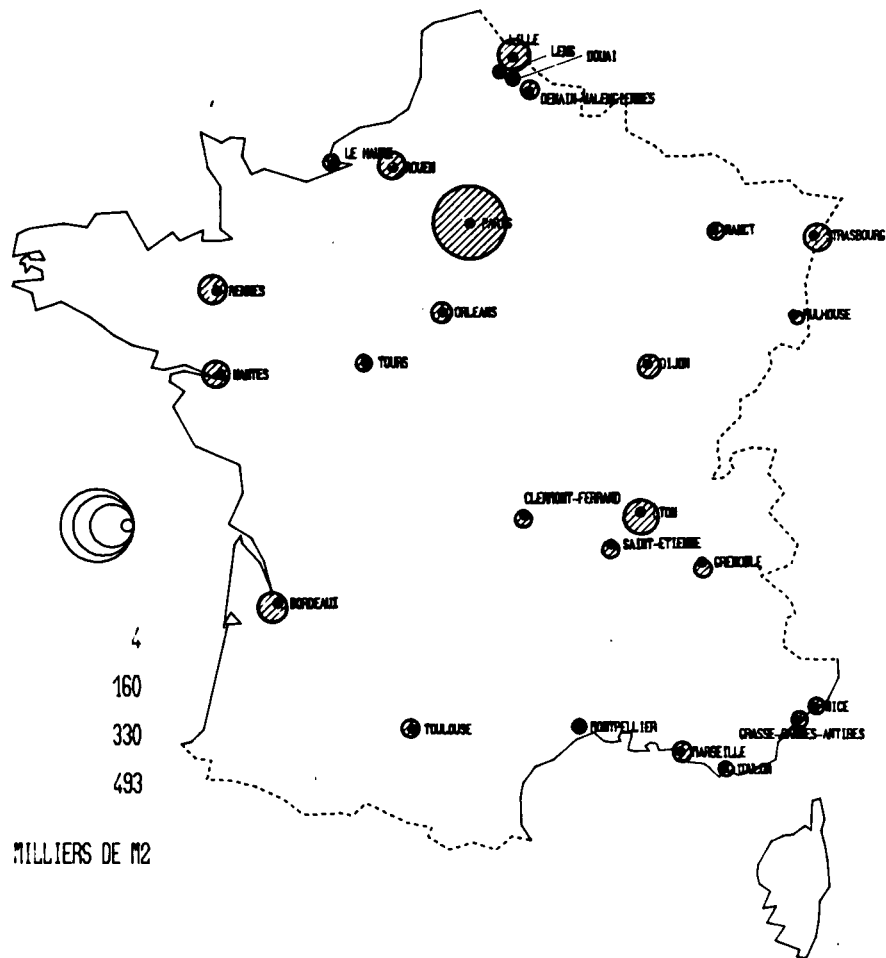 LILLE
LENS
DOUAI
DENAIN-VALENCIENNES
LE HAVRE
ROUEN
PARIS
NANCY
STRASBOURG
RENNES
ORLEANS
MULHOUSE
NANTES
TOURS
DIJON
CLERMONT-FERRAND
LYON
SAINT-ETIENNE
GRENOBLE
BORDEAUX
4
160
330
493
MILLIERS DE M2
TOULOUSE
MONTPELLIER
NICE
GRASSE-CANNES-ANTIBES
MARSEILLE
TOULON